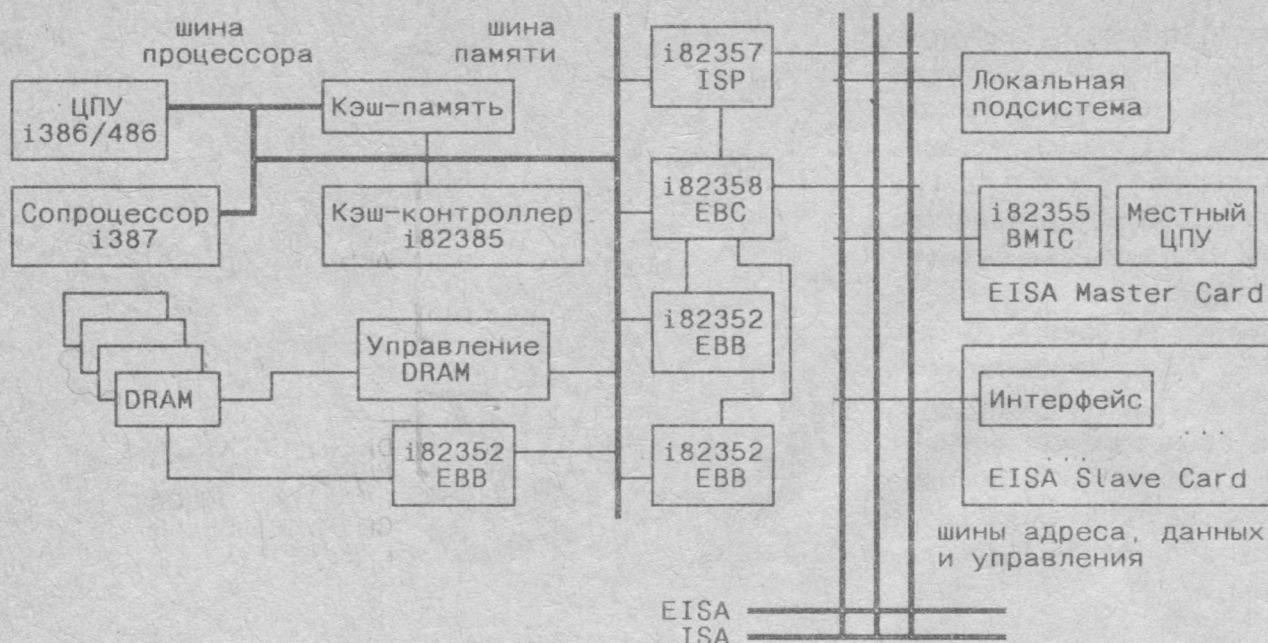 шина
процессора
шина
памяти
ЦПУ
i386/486
Кэш-память
Сопроцессор
i387
Кэш-контроллер
i82385
Управление
DRAM
DRAM
i82352
EBB
i82357
ISP
i82358
EBC
i82352
EBB
i82352
EBB
Локальная
подсистема
i82355
BMIC
Местный
ЦПУ
EISA Master Card
Интерфейс
...
...
EISA Slave Card
шины адреса, данных
и управления
EISA
ISA